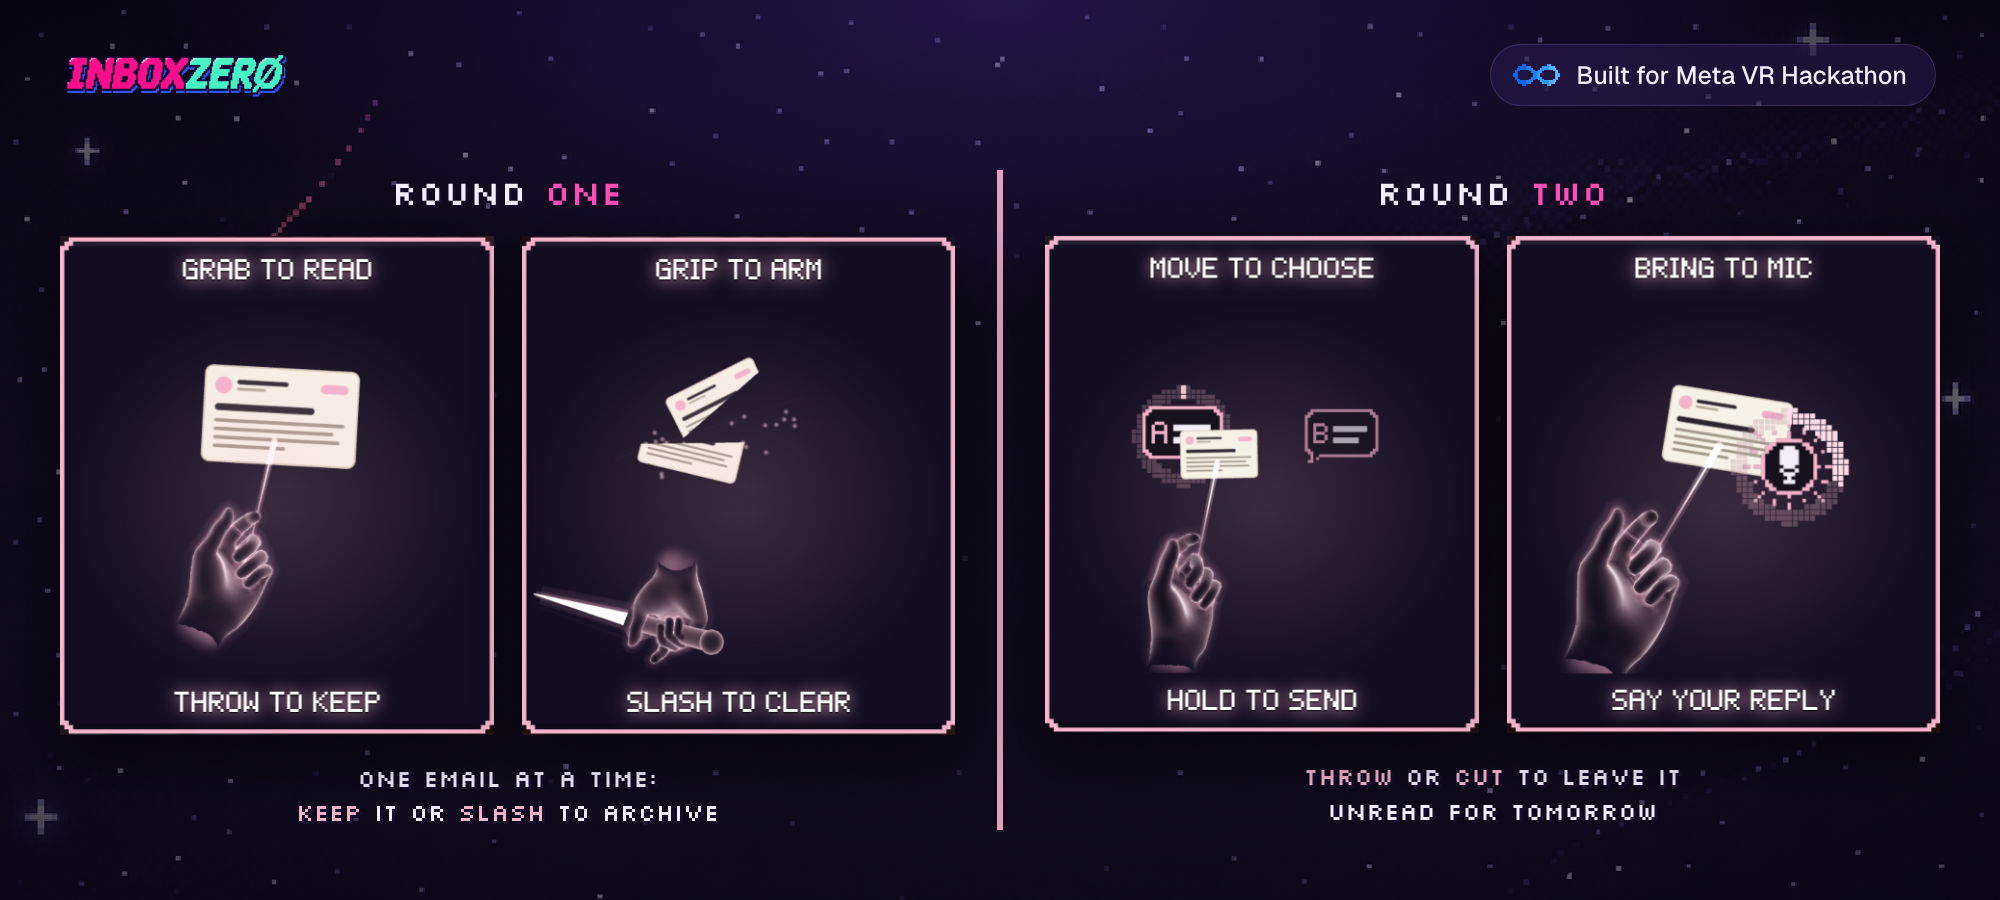 INBOXZERØ
Built for Meta VR Hackathon
ROUND ONE
GRAB TO READ
THROW TO KEEP
GRIP TO ARM
SLASH TO CLEAR
ONE EMAIL AT A TIME:
KEEP IT OR SLASH TO ARCHIVE
ROUND TWO
MOVE TO CHOOSE
A
B
HOLD TO SEND
BRING TO MIC
SAY YOUR REPLY
THROW OR CUT TO LEAVE IT
UNREAD FOR TOMORROW